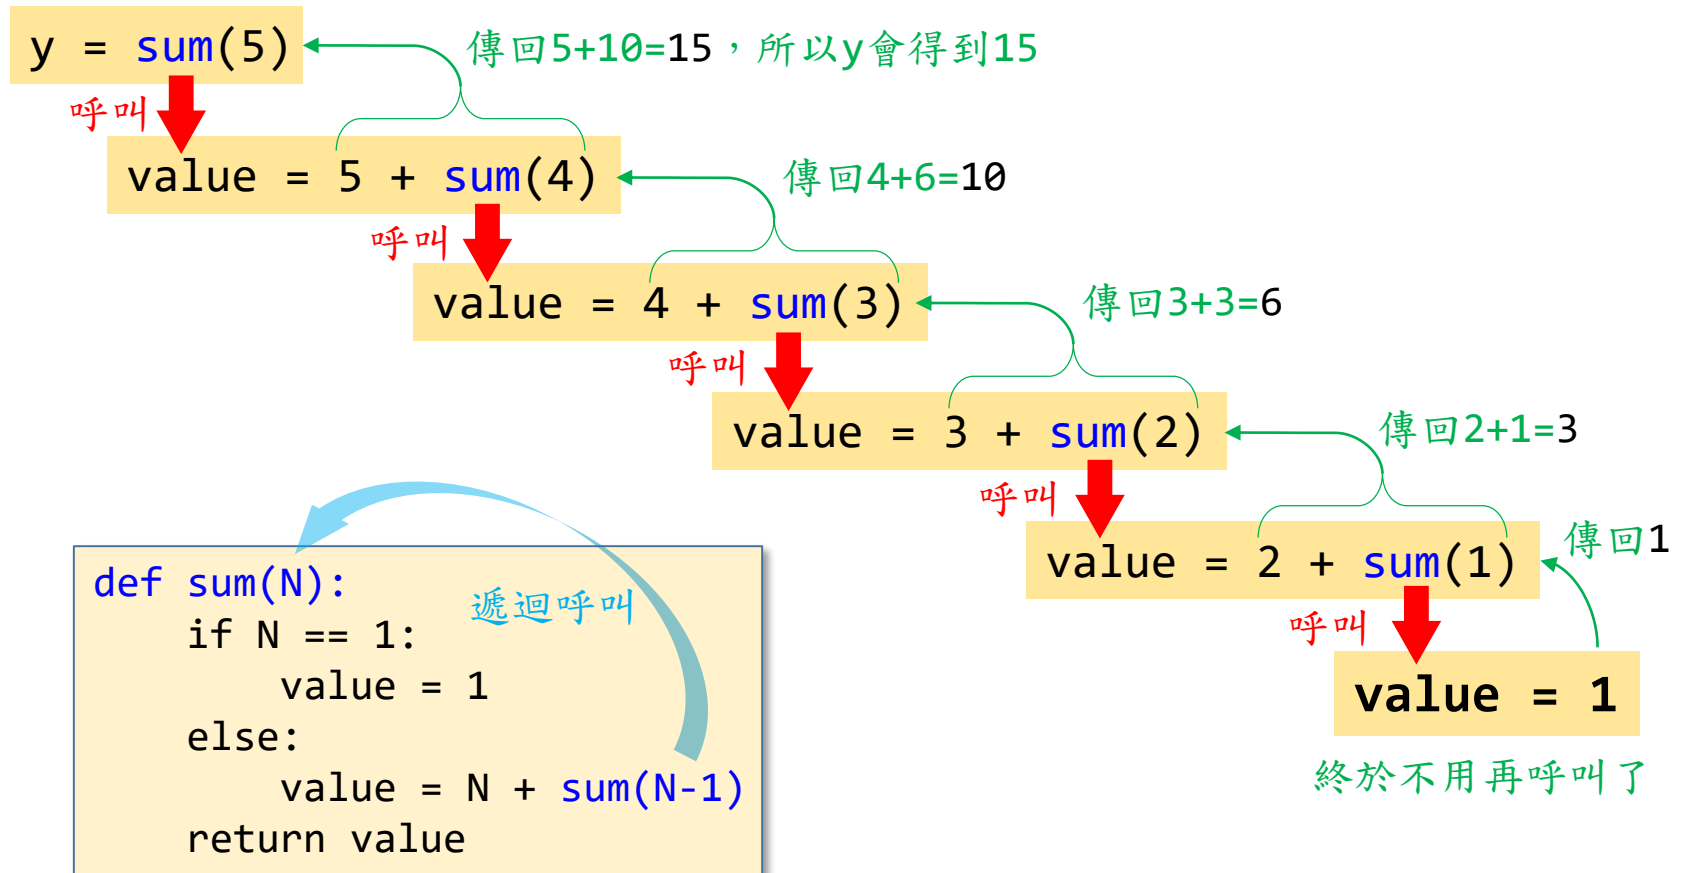 y = sum(5)
傳回5+10=15，所以y會得到15
呼叫
value = 5 + sum(4)
傳回4+6=10
呼叫
value = 4 + sum(3)
傳回3+3=6
呼叫
value = 3 + sum(2)
傳回2+1=3
呼叫
value = 2 + sum(1)
傳回1
呼叫
value = 1
終於不用再呼叫了
def sum(N):
遞迴呼叫
    if N == 1:
        value = 1
    else:
        value = N + sum(N-1)
    return value